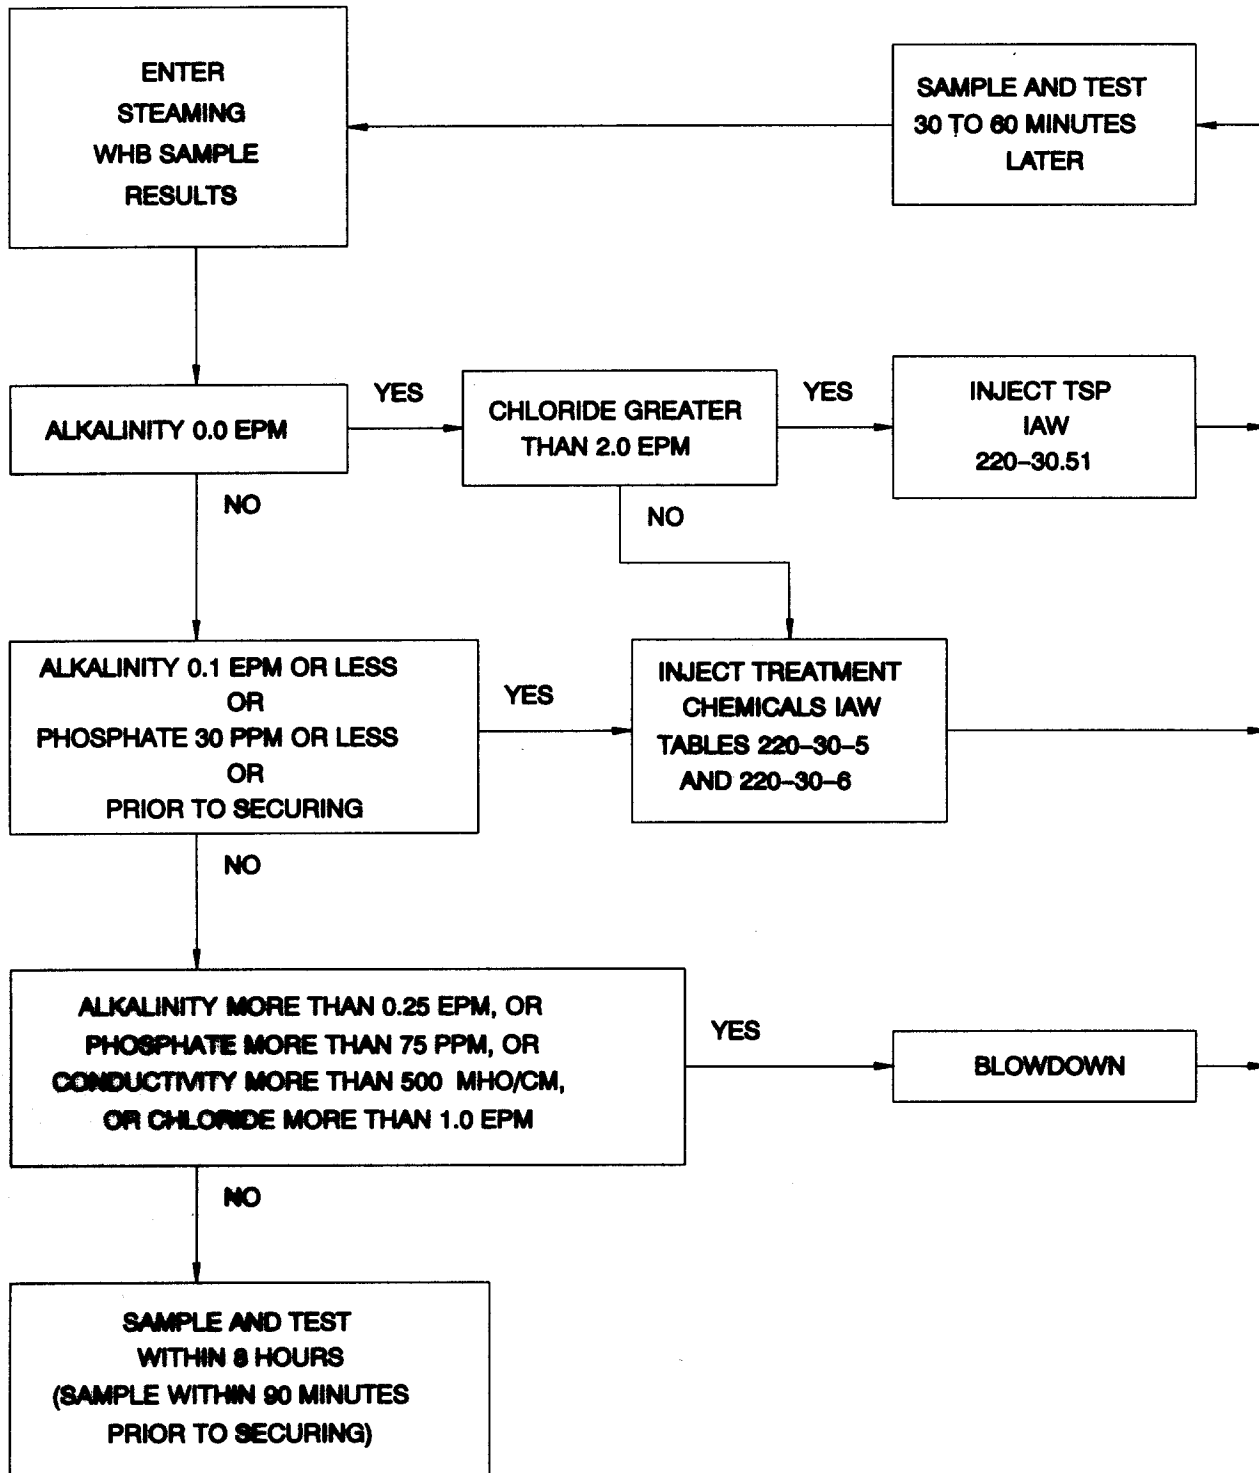 ENTER
STEAMING
WHB SAMPLE
RESULTS
SAMPLE AND TEST
30 TO 60 MINUTES
LATER
ALKALINITY 0.0 EPM
YES
CHLORIDE GREATER
THAN 2.0 EPM
YES
INJECT TSP
IAW
220-30.51
NO
NO
ALKALINITY 0.1 EPM OR LESS
OR
PHOSPHATE 30 PPM OR LESS
OR
PRIOR TO SECURING
YES
INJECT TREATMENT
CHEMICALS IAW
TABLES 220-30-5
AND 220-30-6
NO
ALKALINITY MORE THAN 0.25 EPM, OR
PHOSPHATE MORE THAN 75 PPM, OR
CONDUCTIVITY MORE THAN 500 MHO/CM,
OR CHLORIDE MORE THAN 1.0 EPM
YES
BLOWDOWN
NO
SAMPLE AND TEST
WITHIN 8 HOURS
(SAMPLE WITHIN 90 MINUTES
PRIOR TO SECURING)